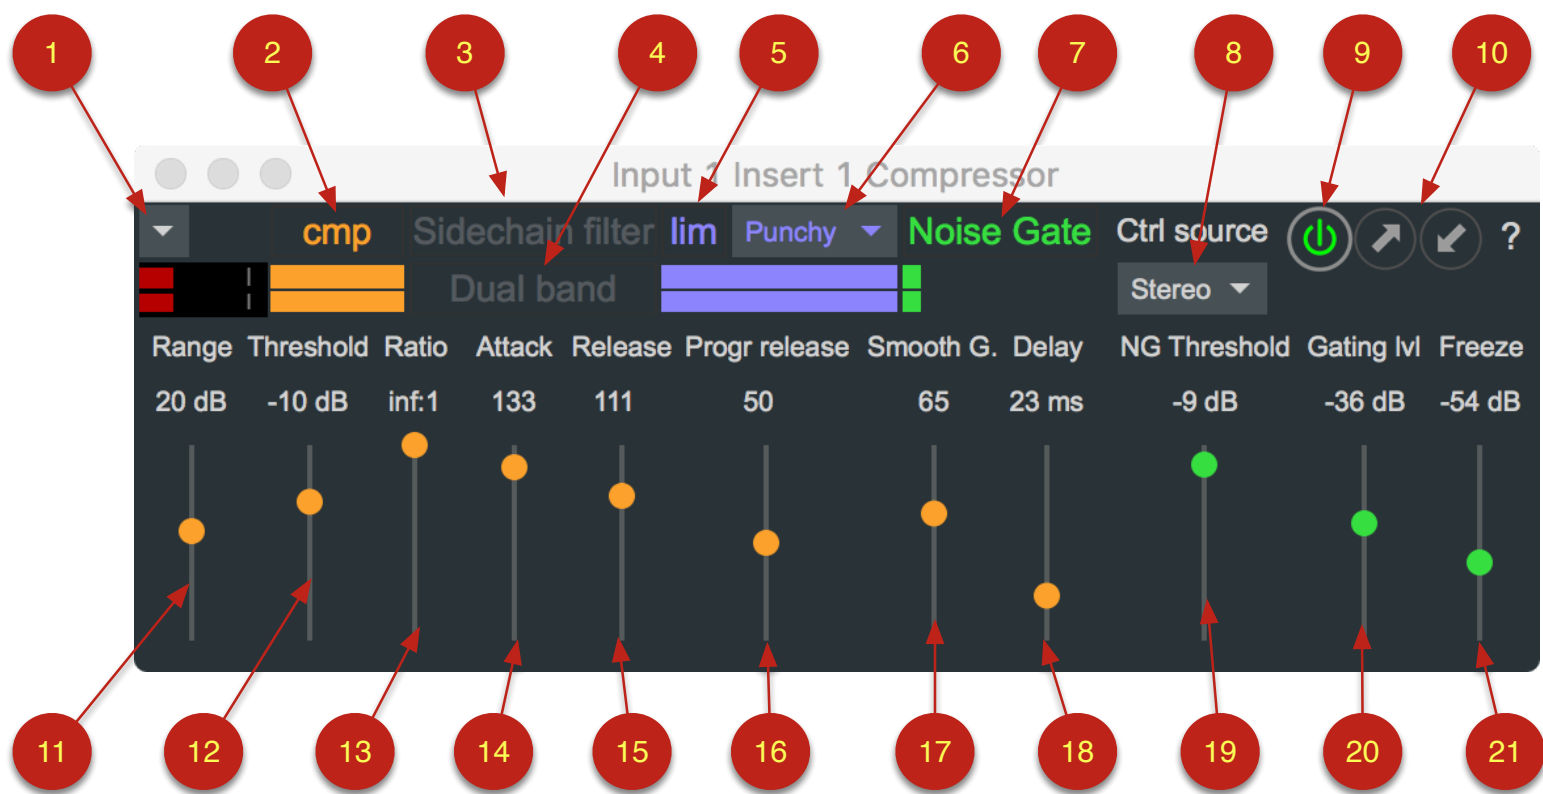 1 2 3 4 5 6 7 8 9 10
Input 1 Insert 1 Compressor
cmp Sidechain filter lim Punchy Noise Gate Ctrl source ?
Dual band Stereo
Range Threshold Ratio Attack Release Progr release Smooth G. Delay NG Threshold Gating lvl Freeze
20 dB -10 dB inf:1 133 111 50 65 23 ms -9 dB -36 dB -54 dB
11 12 13 14 15 16 17 18 19 20 21